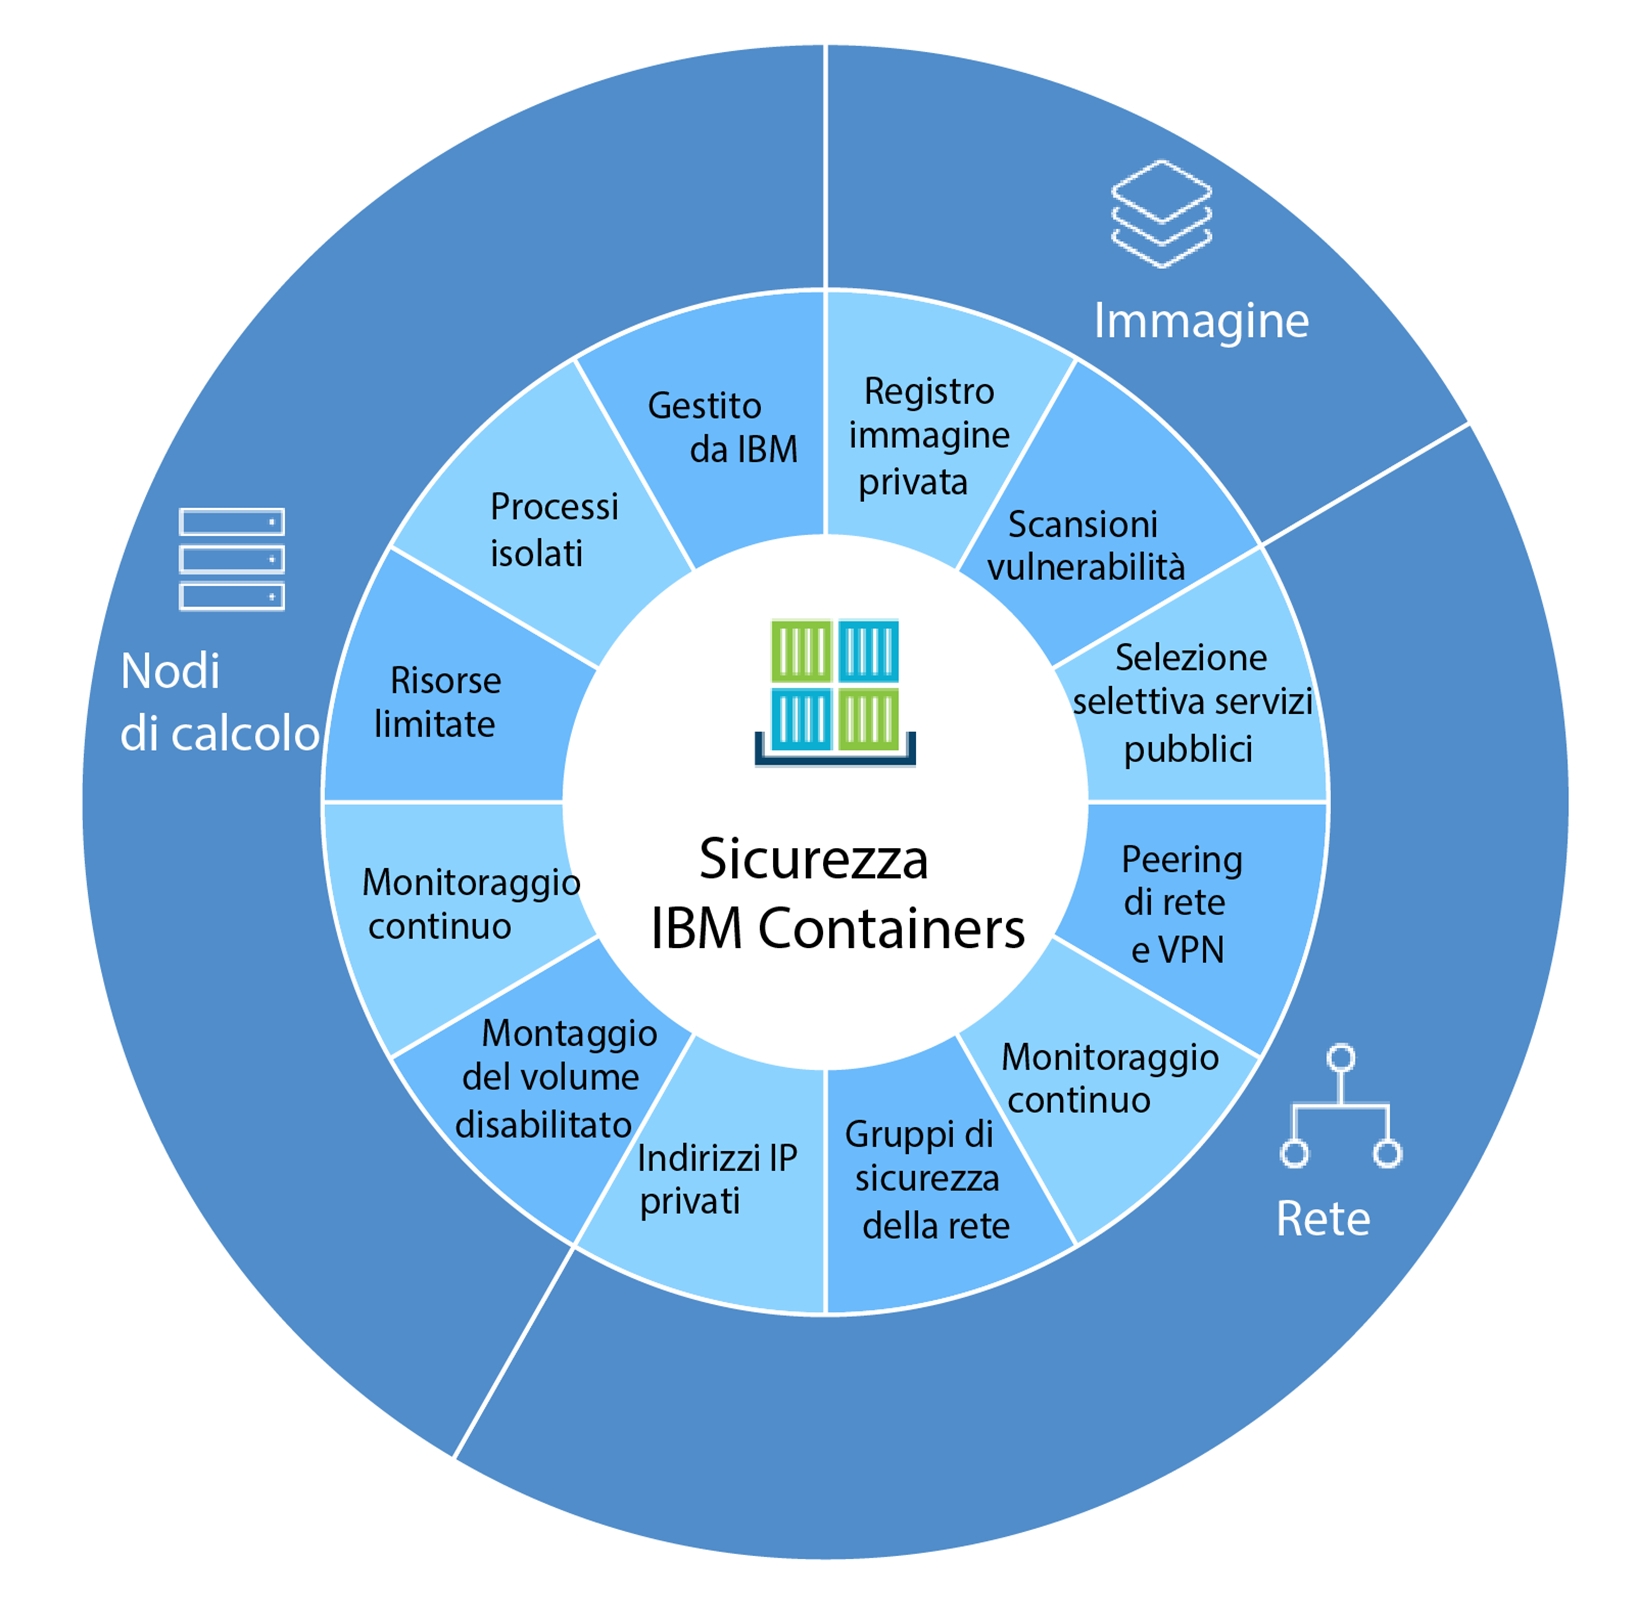 Immagine
Gestito
da IBM
Registro
immagine
privata
Processi
isolati
Scansioni
vulnerabilità
Nodi
di calcolo
Risorse
limitate
Selezione
selettiva servizi
pubblici
Sicurezza
IBM Containers
Monitoraggio
continuo
Peering
di rete
e VPN
Montaggio
del volume
disabilitato
Monitoraggio
continuo
Indirizzi IP
privati
Gruppi di
sicurezza
della rete
Rete